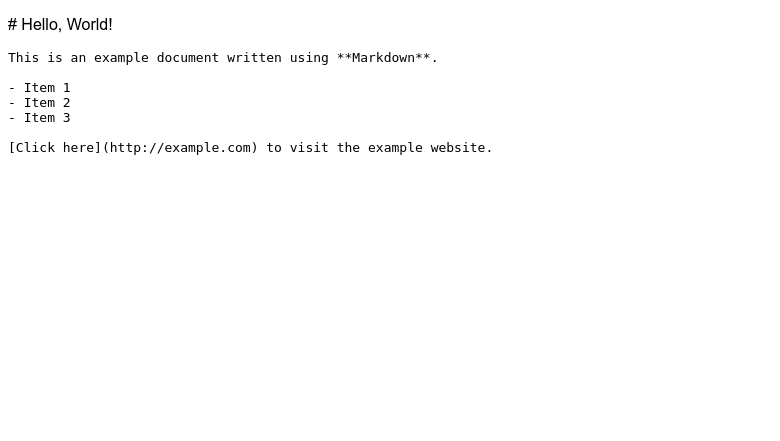 # Hello, World!
This is an example document written using **Markdown**.
- Item 1
- Item 2
- Item 3
[Click here](http://example.com) to visit the example website.